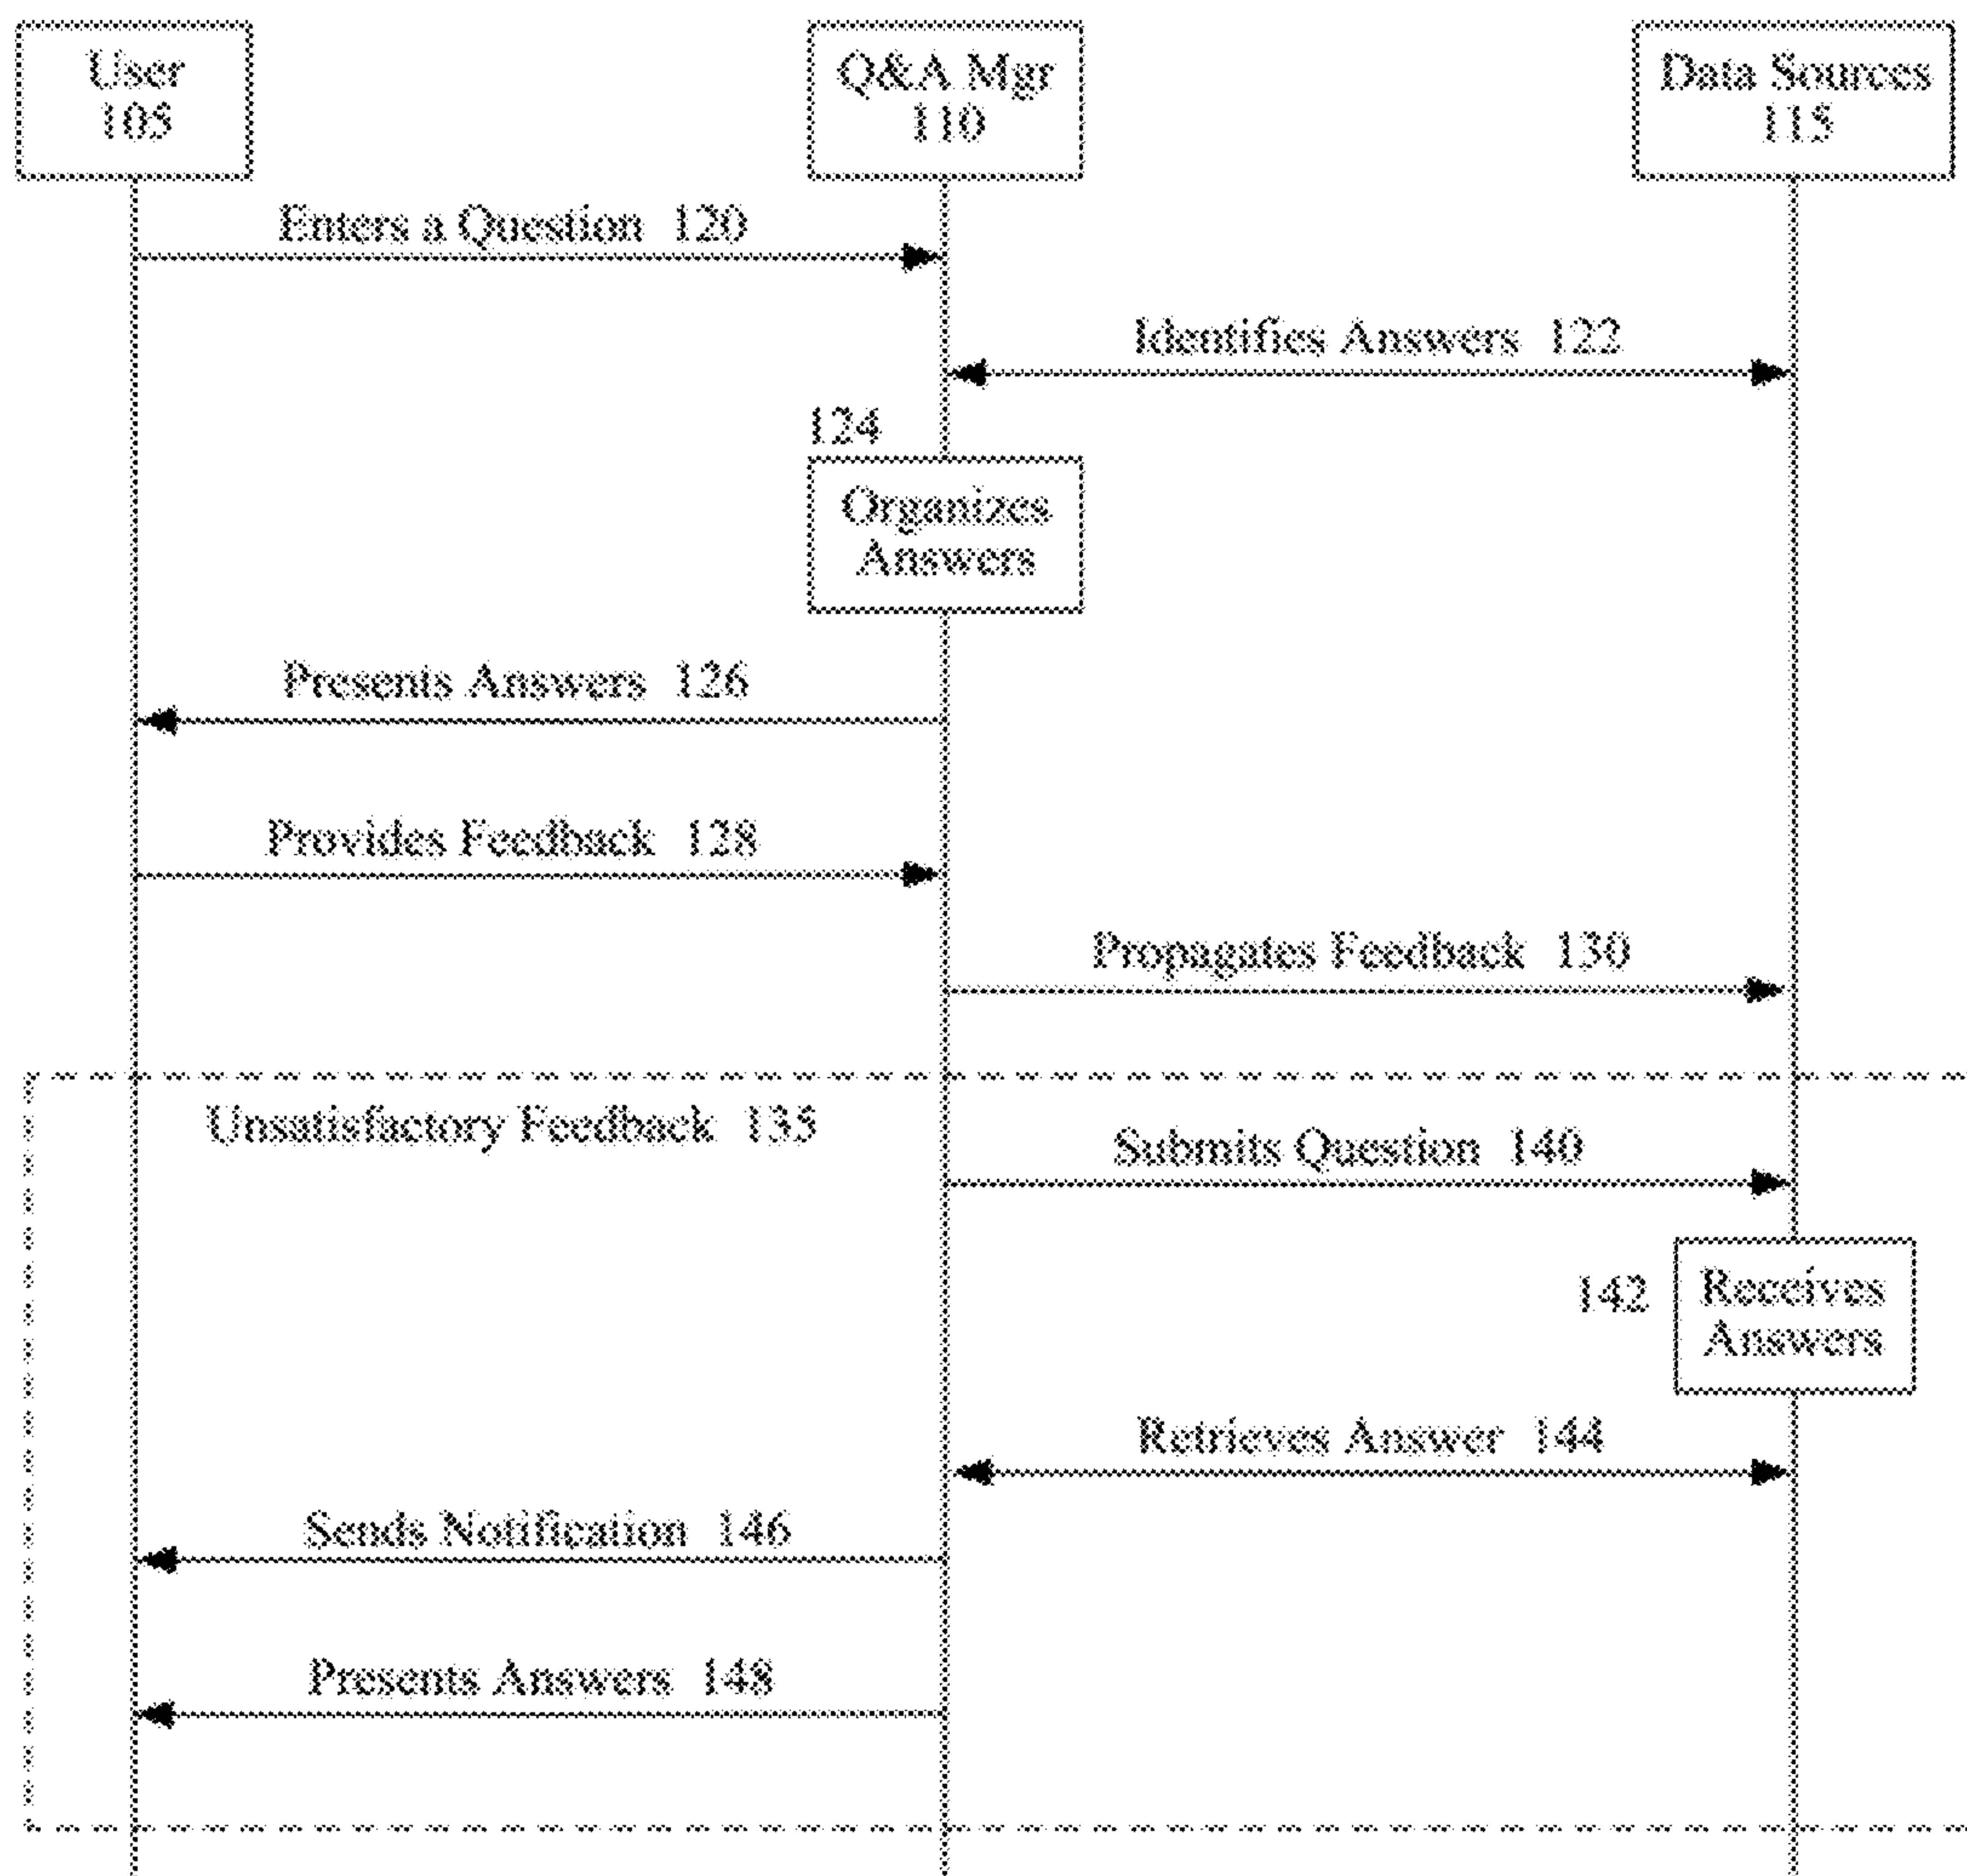 User
105
Q&A Mgr
110
Data Sources
115
Enters a Question 120
Identifies Answers 122
124
Organizes
Answers
Presents Answers 126
Provides Feedback 128
Propagates Feedback 130
Unsatisfactory Feedback 135
Submits Question 140
142
Receives
Answers
Retrieves Answer 144
Sends Notification 146
Presents Answers 148